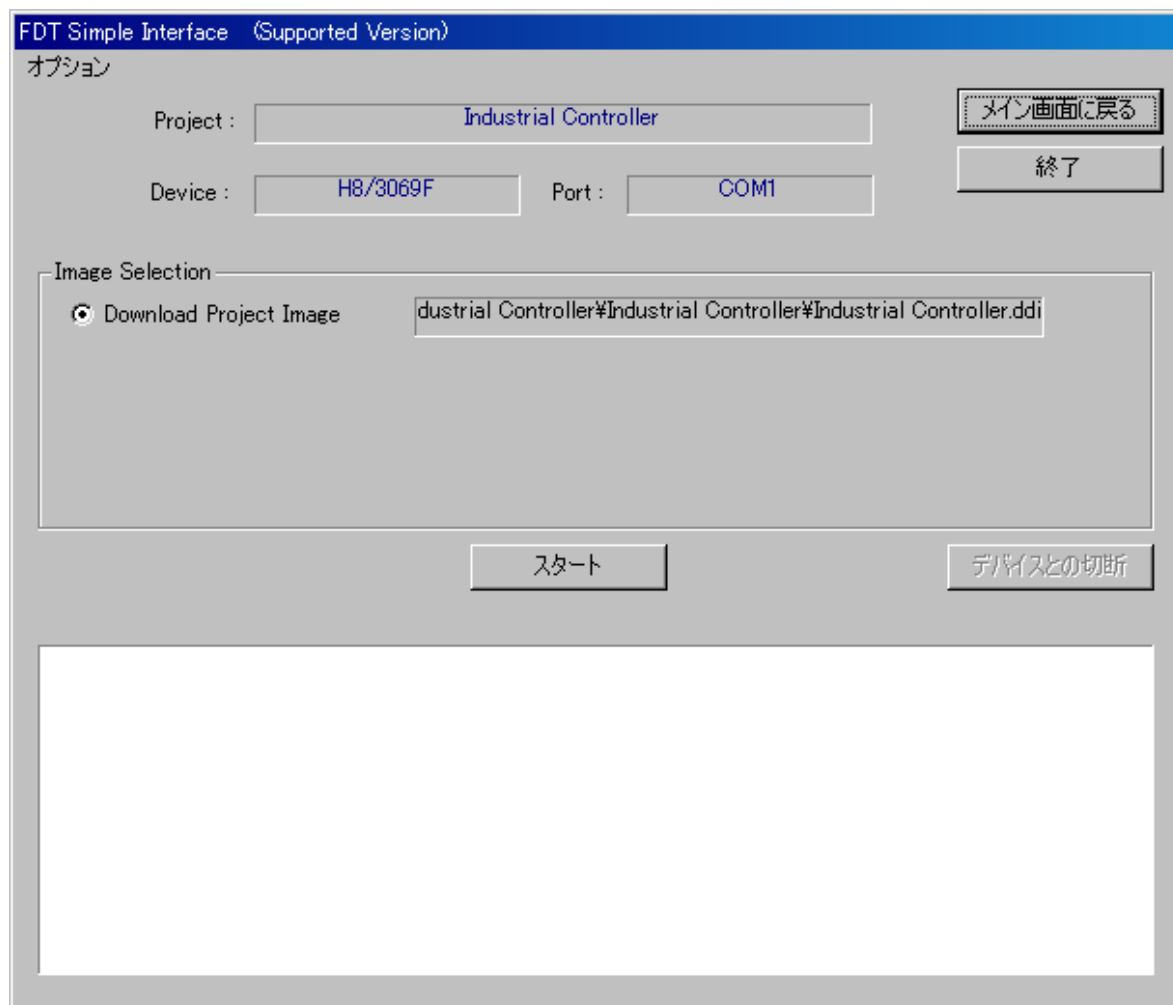 FDT Simple Interface (Supported Version)
オプション
Project : Industrial Controller
メイン画面に戻る
終了
Device : H8/3069F Port : COM1
Image Selection
Download Project Image dustrial Controller¥Industrial Controller¥Industrial Controller.ddi
スタート
デバイスとの切断